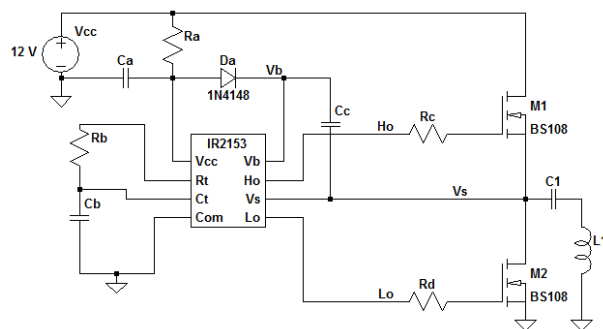 Vcc
12 V
Ra
Ca
Da
Vb
1N4148
M1
BS108
Cc
Ho
Rc
Rb
IR2153
Vcc
Vb
Rt
Ho
Ct
Vs
Com
Lo
Cb
Vs
C1
M2
BS108
Lo
Rd